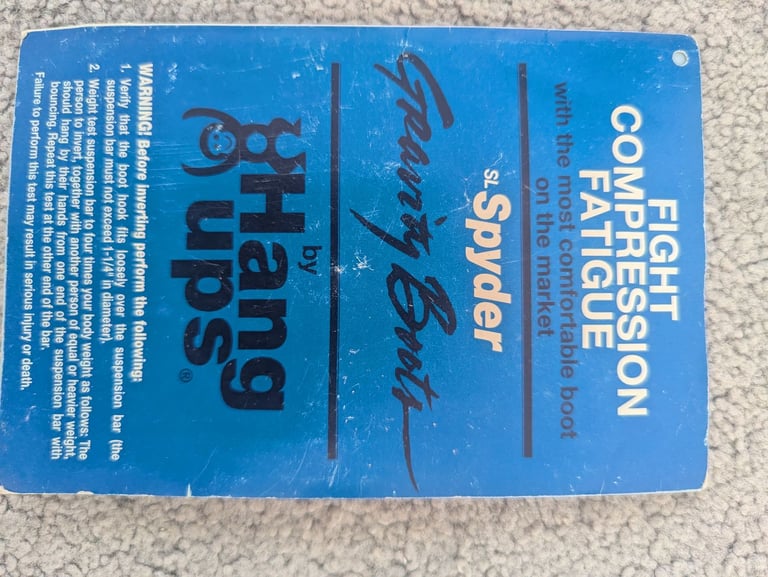 FIGHT
COMPRESSION
FATIGUE
with the most comfortable boot
on the market
SL Spyder
Gravity Boots
by
Hang
ups®
WARNING! Before inverting perform the following:
1. Verify that the boot hook fits loosely over the suspension bar (the
suspension bar must not exceed 1-1/4" in diameter).
2. Weight test suspension bar to four times your body weight as follows: The
person to invert, together with another person of equal or heavier weight,
should hang by their hands from one end of the suspension bar with
bouncing. Repeat this test at the other end of the bar.
Failure to perform this test may result in serious injury or death.